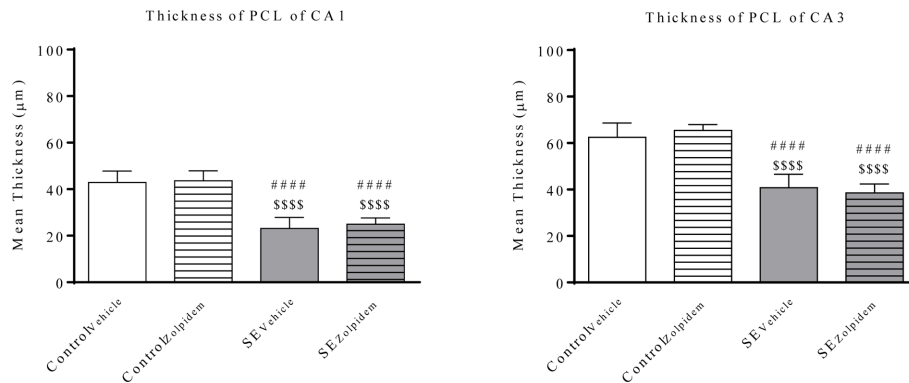 Thickness of PCL of CA1
Mean Thickness (µm)
100
80
60
40
20
0
####
$$$$
####
$$$$
ControlVehicle
ControlZolpidem
SEVehicle
SEZolpidem
Thickness of PCL of CA3
Mean Thickness (µm)
100
80
60
40
20
0
####
$$$$
####
$$$$
ControlVehicle
ControlZolpidem
SEVehicle
SEZolpidem